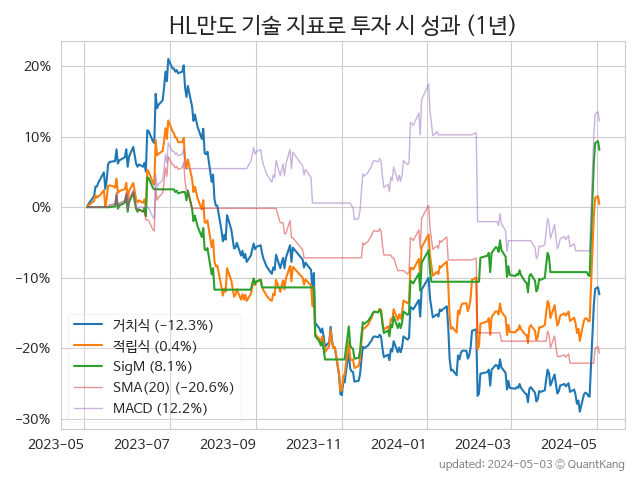 HL만도 기술 지표로 투자 시 성과 (1년)
20%
10%
0%
−10%
−20%
−30%
거치식 (−12.3%)
적립식 (0.4%)
SigM (8.1%)
SMA(20) (−20.6%)
MACD (12.2%)
2023-05 2023-07 2023-09 2023-11 2024-01 2024-03 2024-05
updated: 2024-05-03 © QuantKang